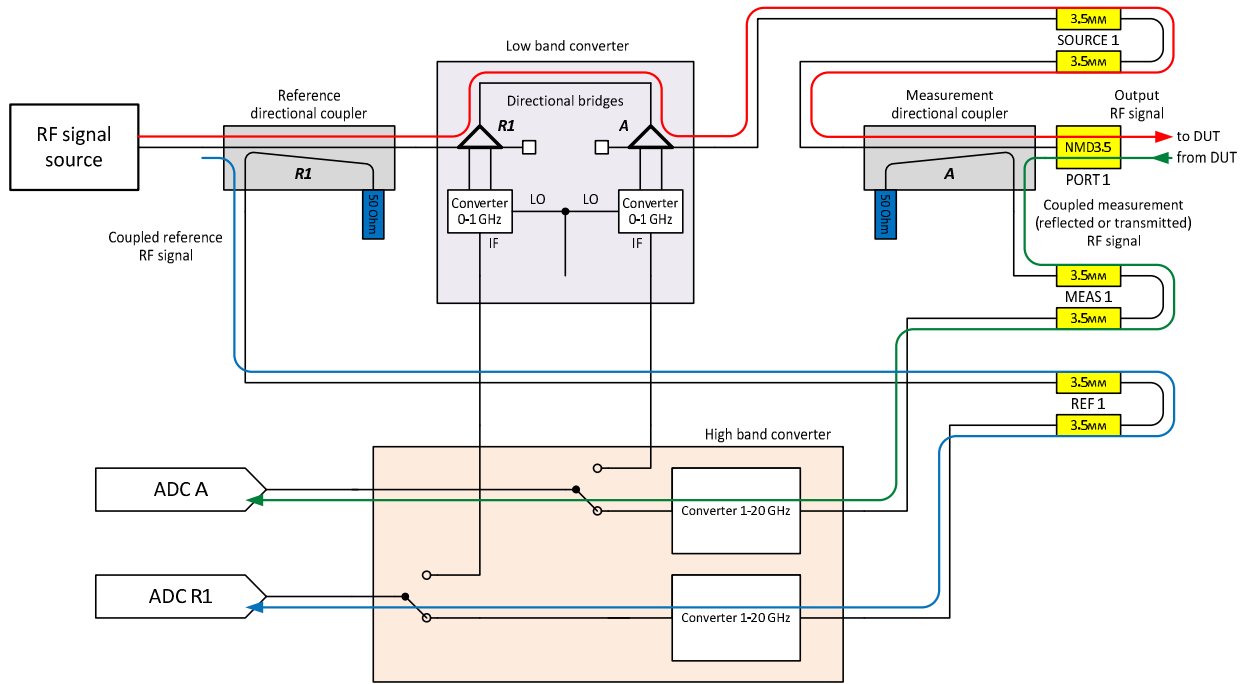 3.5мм
SOURCE 1
3.5мм
Low band converter
Reference
directional coupler
Directional bridges
Measurement
directional coupler
Output
RF signal
RF signal
source
R1
A
to DUT
NMD3.5
from DUT
PORT 1
R1
A
50 Ohm
Converter
0-1 GHz
LO
LO
Converter
0-1 GHz
50 Ohm
IF
IF
Coupled reference
RF signal
Coupled measurement
(reflected or transmitted)
RF signal
3.5мм
MEAS 1
3.5мм
3.5мм
REF 1
3.5мм
High band converter
ADC A
Converter 1-20 GHz
ADC R1
Converter 1-20 GHz